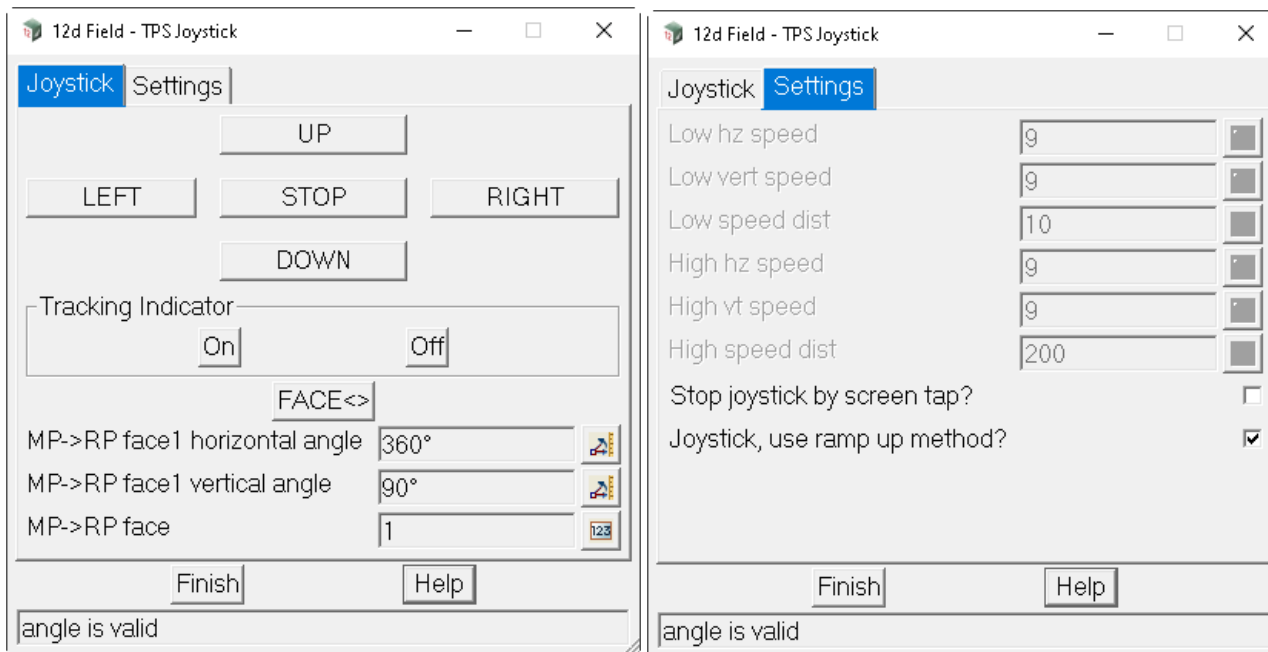 12d Field - TPS Joystick
Joystick Settings
UP
LEFT STOP RIGHT
DOWN
Tracking Indicator
On Off
FACE<>
MP->RP face1 horizontal angle 360°
MP->RP face1 vertical angle 90°
MP->RP face 1 123
Finish Help
angle is valid
12d Field - TPS Joystick
Joystick Settings
Low hz speed 9
Low vert speed 9
Low speed dist 10
High hz speed 9
High vt speed 9
High speed dist 200
Stop joystick by screen tap?
Joystick, use ramp up method?
Finish Help
angle is valid